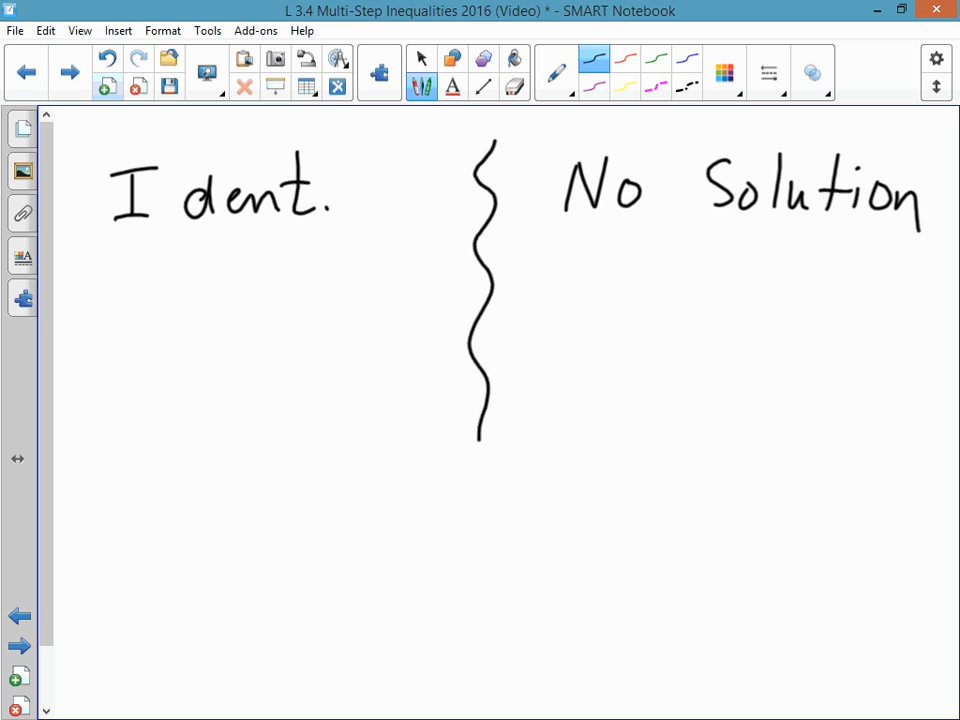 L 3.4 Multi-Step Inequalities 2016 (Video) * - SMART Notebook
File Edit View Insert Format Tools Add-ons Help
Ident. No Solution